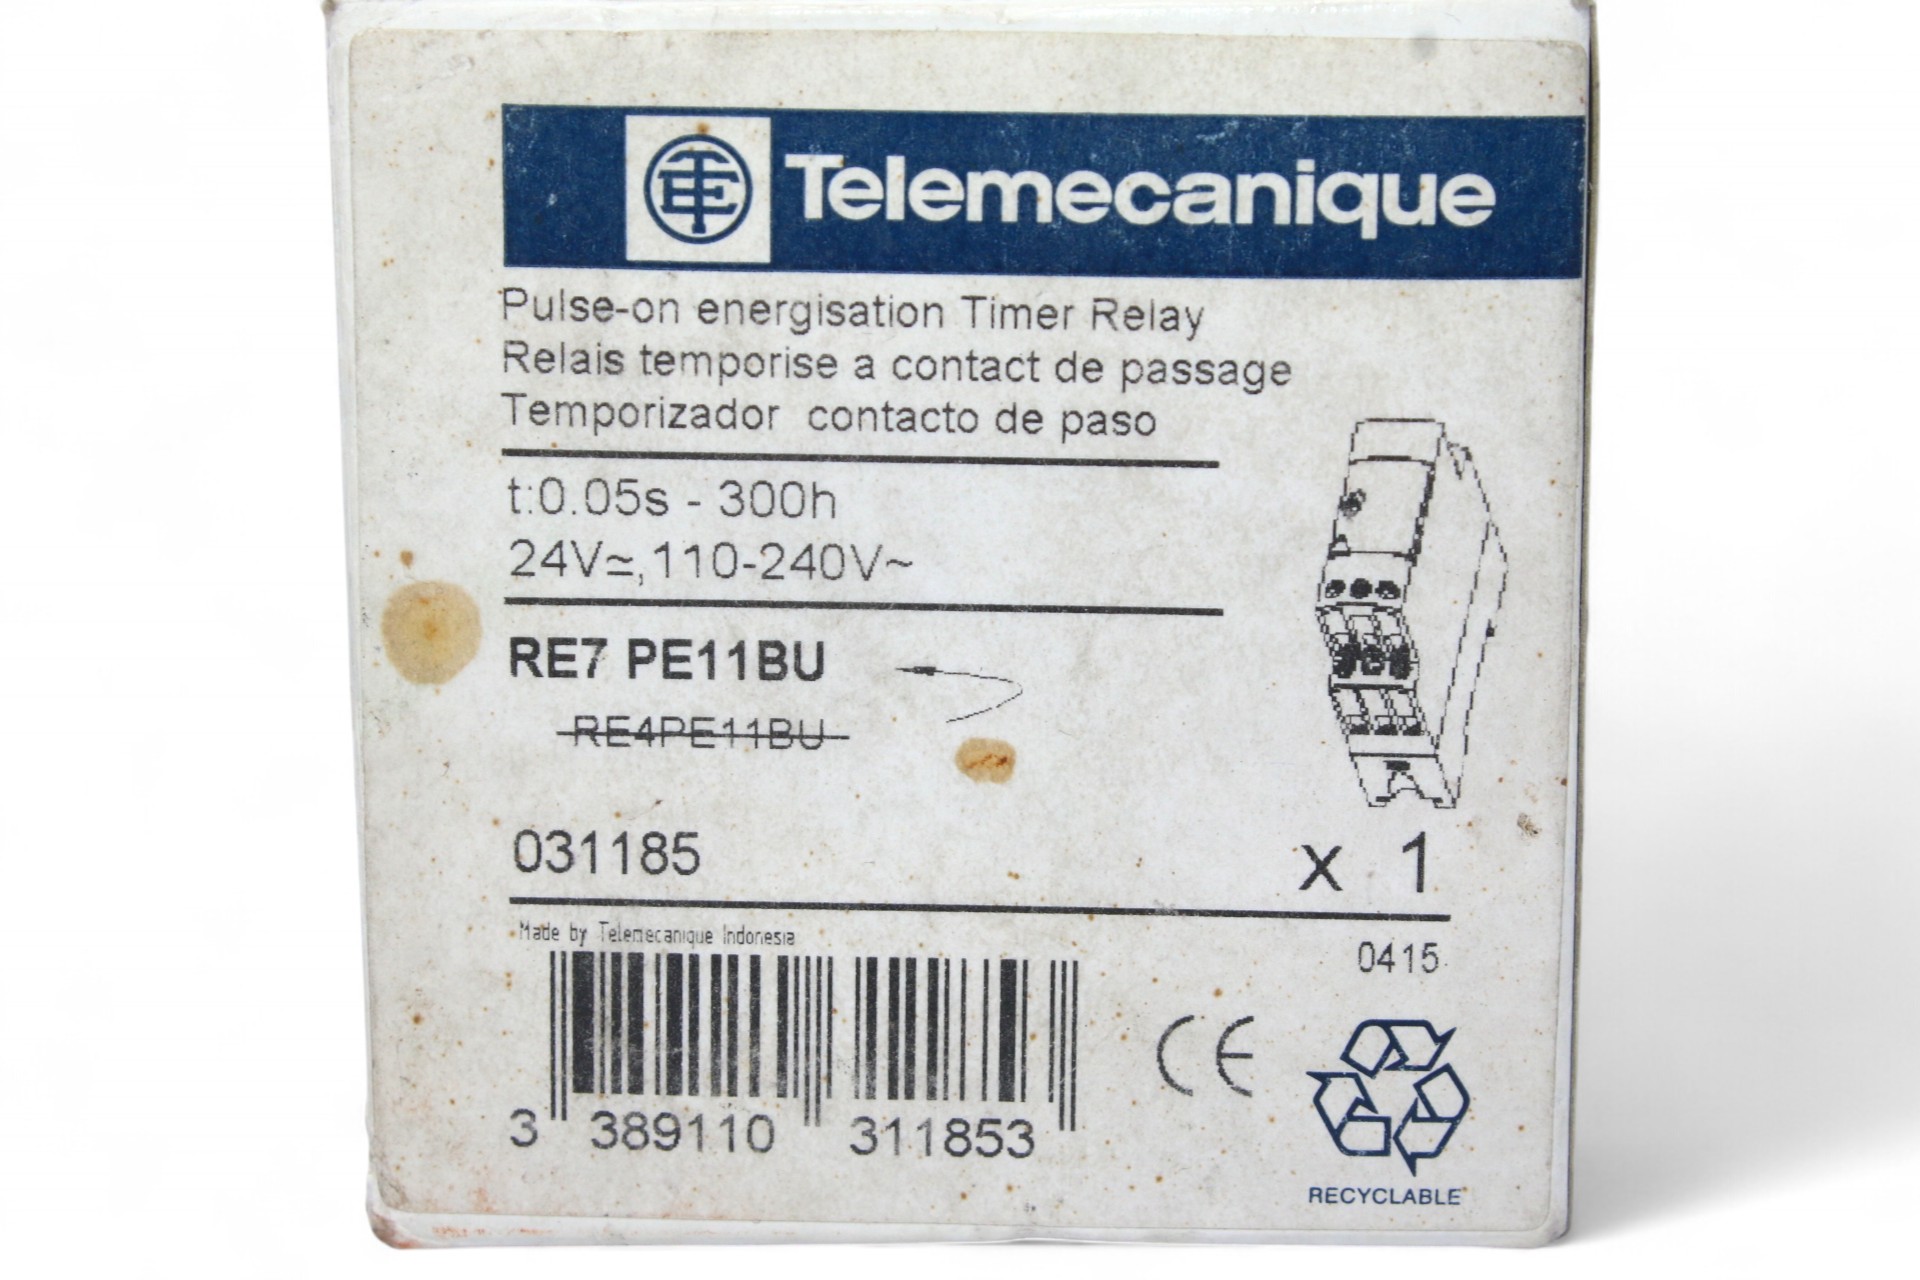 Telemecanique
Pulse-on energisation Timer Relay
Relais temporise a contact de passage
Temporizador contacto de paso
t:0.05s - 300h
24V≃,110-240V~
RE7 PE11BU
RE4PE11BU
031185 x 1
Made by Telemecanique Indonesia
0415
3 389110 311853
CE
RECYCLABLE